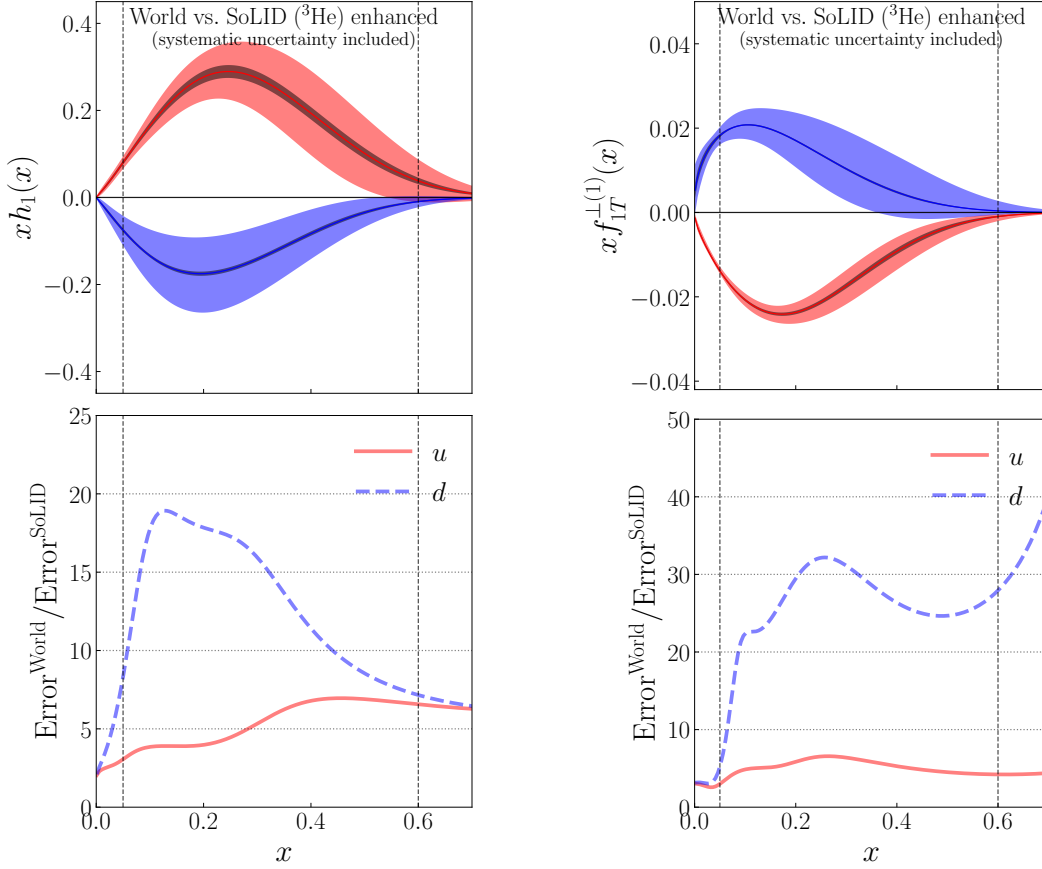 World vs. SoLID (³He) enhanced
(systematic uncertainty included)
0.4
0.2
0.0
−0.2
−0.4
xh₁(x)
World vs. SoLID (³He) enhanced
(systematic uncertainty included)
0.04
0.02
0.00
−0.02
−0.04
x f₁T^⊥(1)(x)
25
20
15
10
5
0
Error^World/Error^SoLID
u
d
0.0 0.2 0.4 0.6
x
50
40
30
20
10
0
Error^World/Error^SoLID
u
d
0.0 0.2 0.4 0.6
x